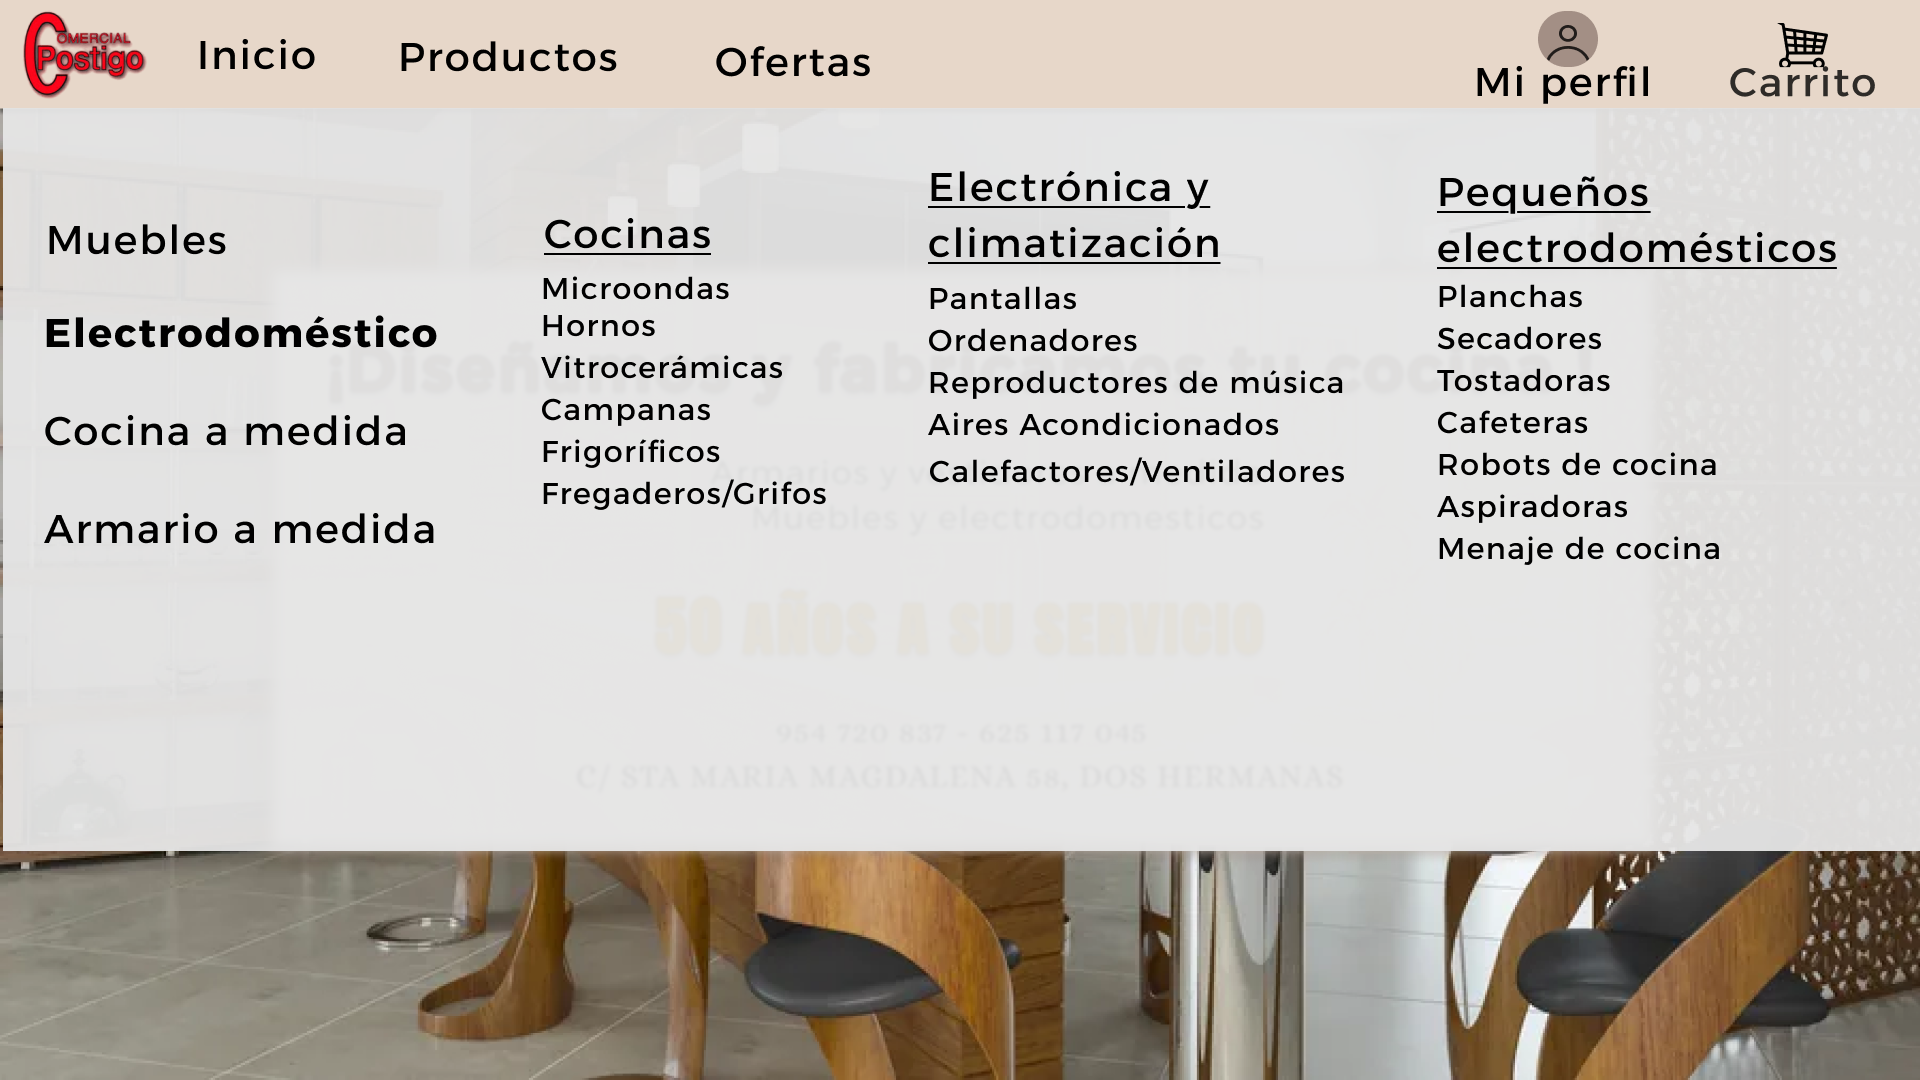 COMERCIAL
Postigo
Inicio
Productos
Ofertas
Mi perfil
Carrito
Muebles
Electrodoméstico
Cocina a medida
Armario a medida
Cocinas
Microondas
Hornos
Vitrocerámicas
Campanas
Frigoríficos
Fregaderos/Grifos
Electrónica y
climatización
Pantallas
Ordenadores
Reproductores de música
Aires Acondicionados
Calefactores/Ventiladores
Pequeños
electrodomésticos
Planchas
Secadores
Tostadoras
Cafeteras
Robots de cocina
Aspiradoras
Menaje de cocina
¡Diseñamos y fabricamos tu cocina !
Armarios y
Muebles y electrodomesticos
50 AÑOS A SU SERVICIO
954 720 837 - 625 117 045
C/ STA MARIA MAGDALENA 58, DOS HERMANAS